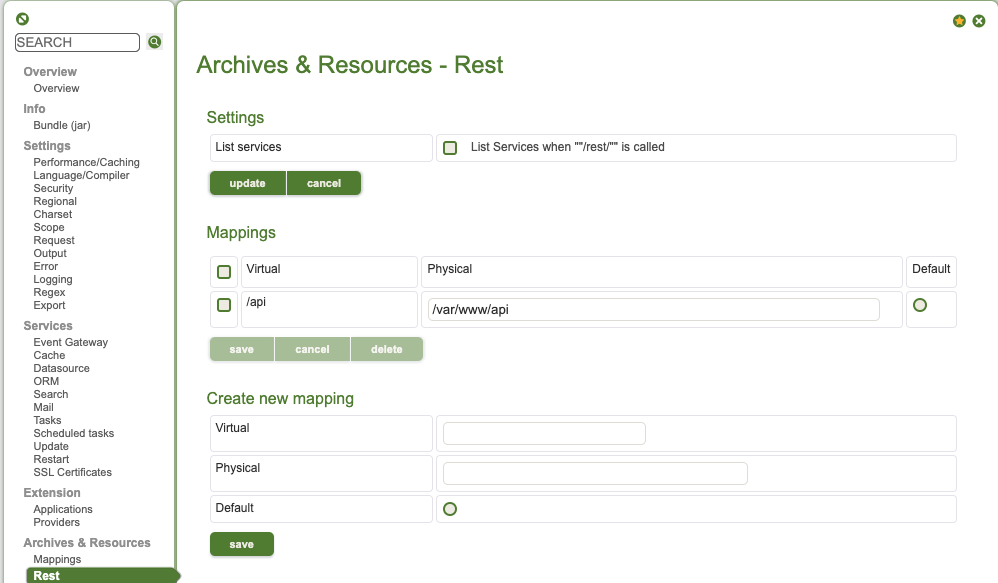 SEARCH
Overview
Overview
Info
Bundle (jar)
Settings
Performance/Caching
Language/Compiler
Security
Regional
Charset
Scope
Request
Output
Error
Logging
Regex
Export
Services
Event Gateway
Cache
Datasource
ORM
Search
Mail
Tasks
Scheduled tasks
Update
Restart
SSL Certificates
Extension
Applications
Providers
Archives & Resources
Mappings
Rest
Archives & Resources - Rest
Settings
List services List Services when ""/rest/"" is called
update cancel
Mappings
Virtual Physical Default
/api /var/www/api
save cancel delete
Create new mapping
Virtual
Physical
Default
save